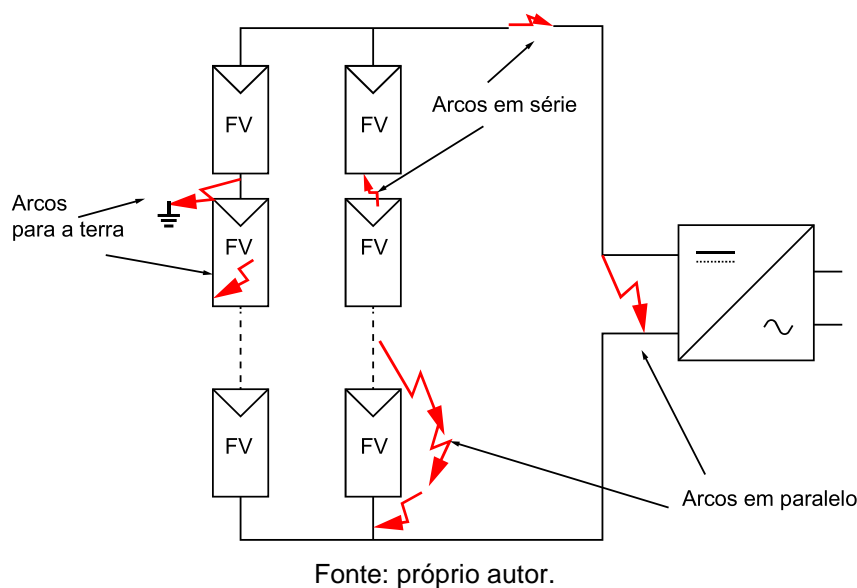 FV
FV
Arcos em série
Arcos
para a terra
FV
FV
FV
FV
Arcos em paralelo
Fonte: próprio autor.